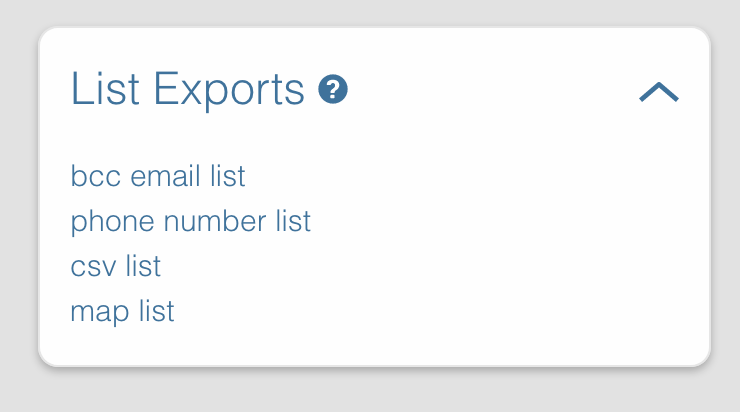 List Exports ?
bcc email list
phone number list
csv list
map list